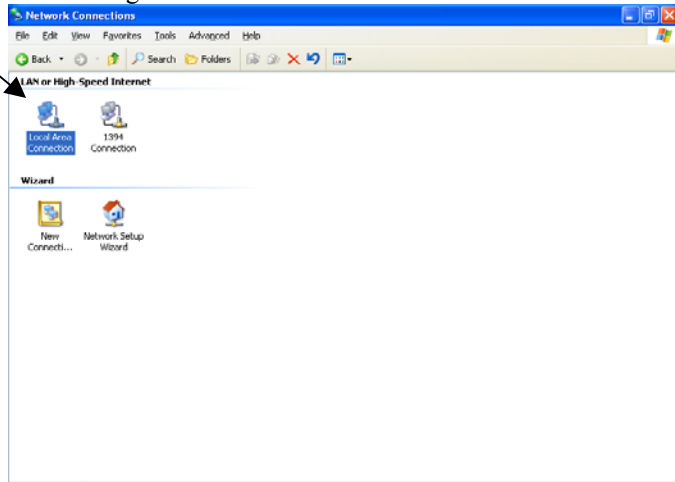 Network Connections
File Edit View Favorites Tools Advanced Help
Back Search Folders
LAN or High-Speed Internet
Local Area
Connection
1394
Connection
Wizard
New
Connecti...
Network Setup
Wizard